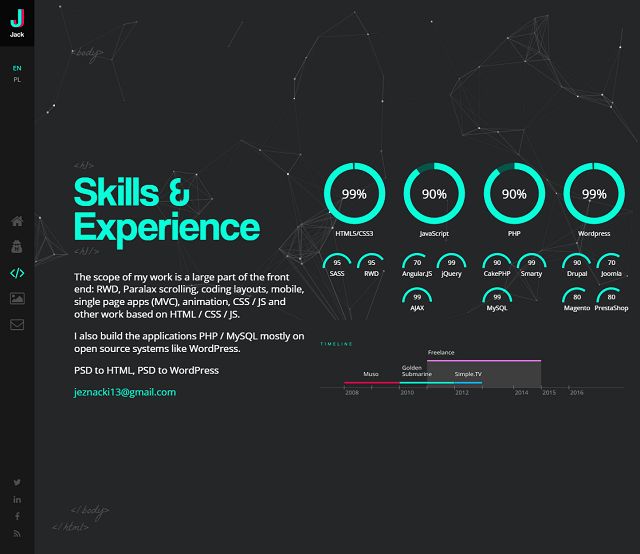 Jack
EN
PL
<body>
<h1>
Skills &
Experience
</h1>
The scope of my work is a large part of the front
end: RWD, Paralax scrolling, coding layouts, mobile,
single page apps (MVC), animation, CSS / JS and
other work based on HTML / CSS / JS.
I also build the applications PHP / MySQL mostly on
open source systems like WordPress.
PSD to HTML, PSD to WordPress
jeznacki13@gmail.com
99% 90% 90% 99%
HTML5/CSS3 JavaScript PHP Wordpress
95 95 70 99 90 99 90 70
SASS RWD Angular.JS jQuery CakePHP Smarty Drupal Joomla
99 99 80 80
AJAX MySQL Magento PrestaShop
TIMELINE
Freelance
Muso Golden
Submarine Simple.TV
2008 2010 2012 2014 2015 2016
</body>
</html>